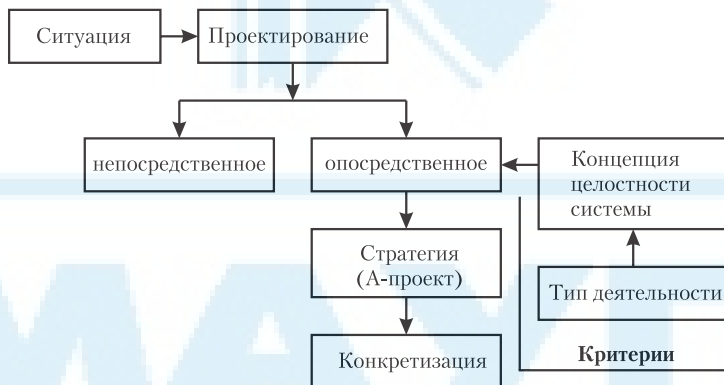 Ситуация
Проектирование
непосредственное
опосредственное
Концепция
целостности
системы
Стратегия
(А-проект)
Тип деятельности
Конкретизация
Критерии